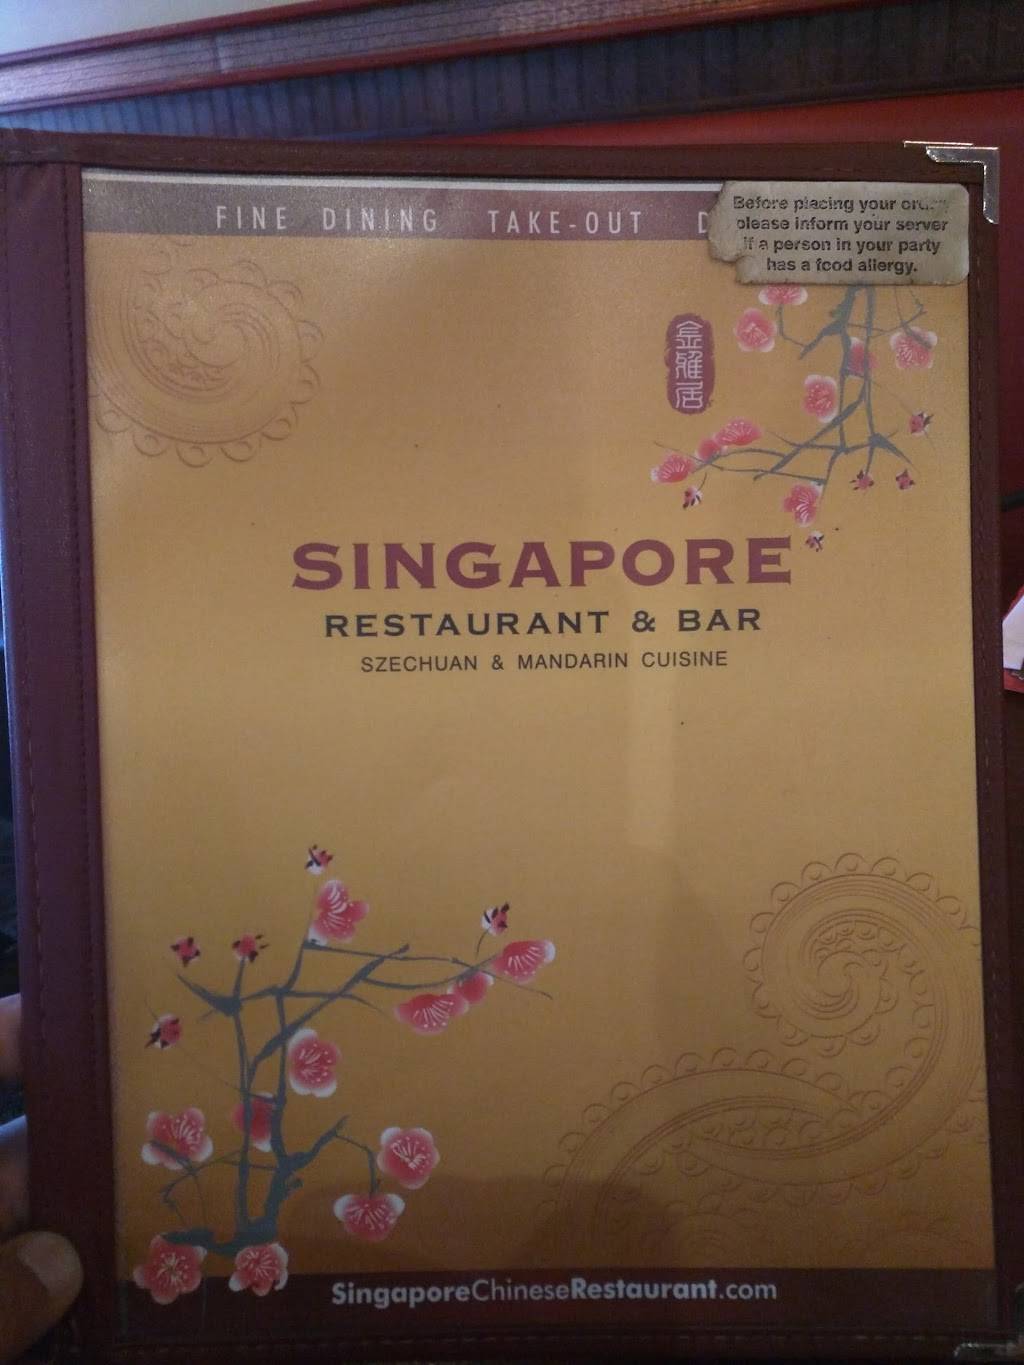 FINE DINING TAKE-OUT
Before placing your
please inform your server
if a person in your party
has a food allergy.
金雅居
SINGAPORE
RESTAURANT & BAR
SZECHUAN & MANDARIN CUISINE
SingaporeChineseRestaurant.com